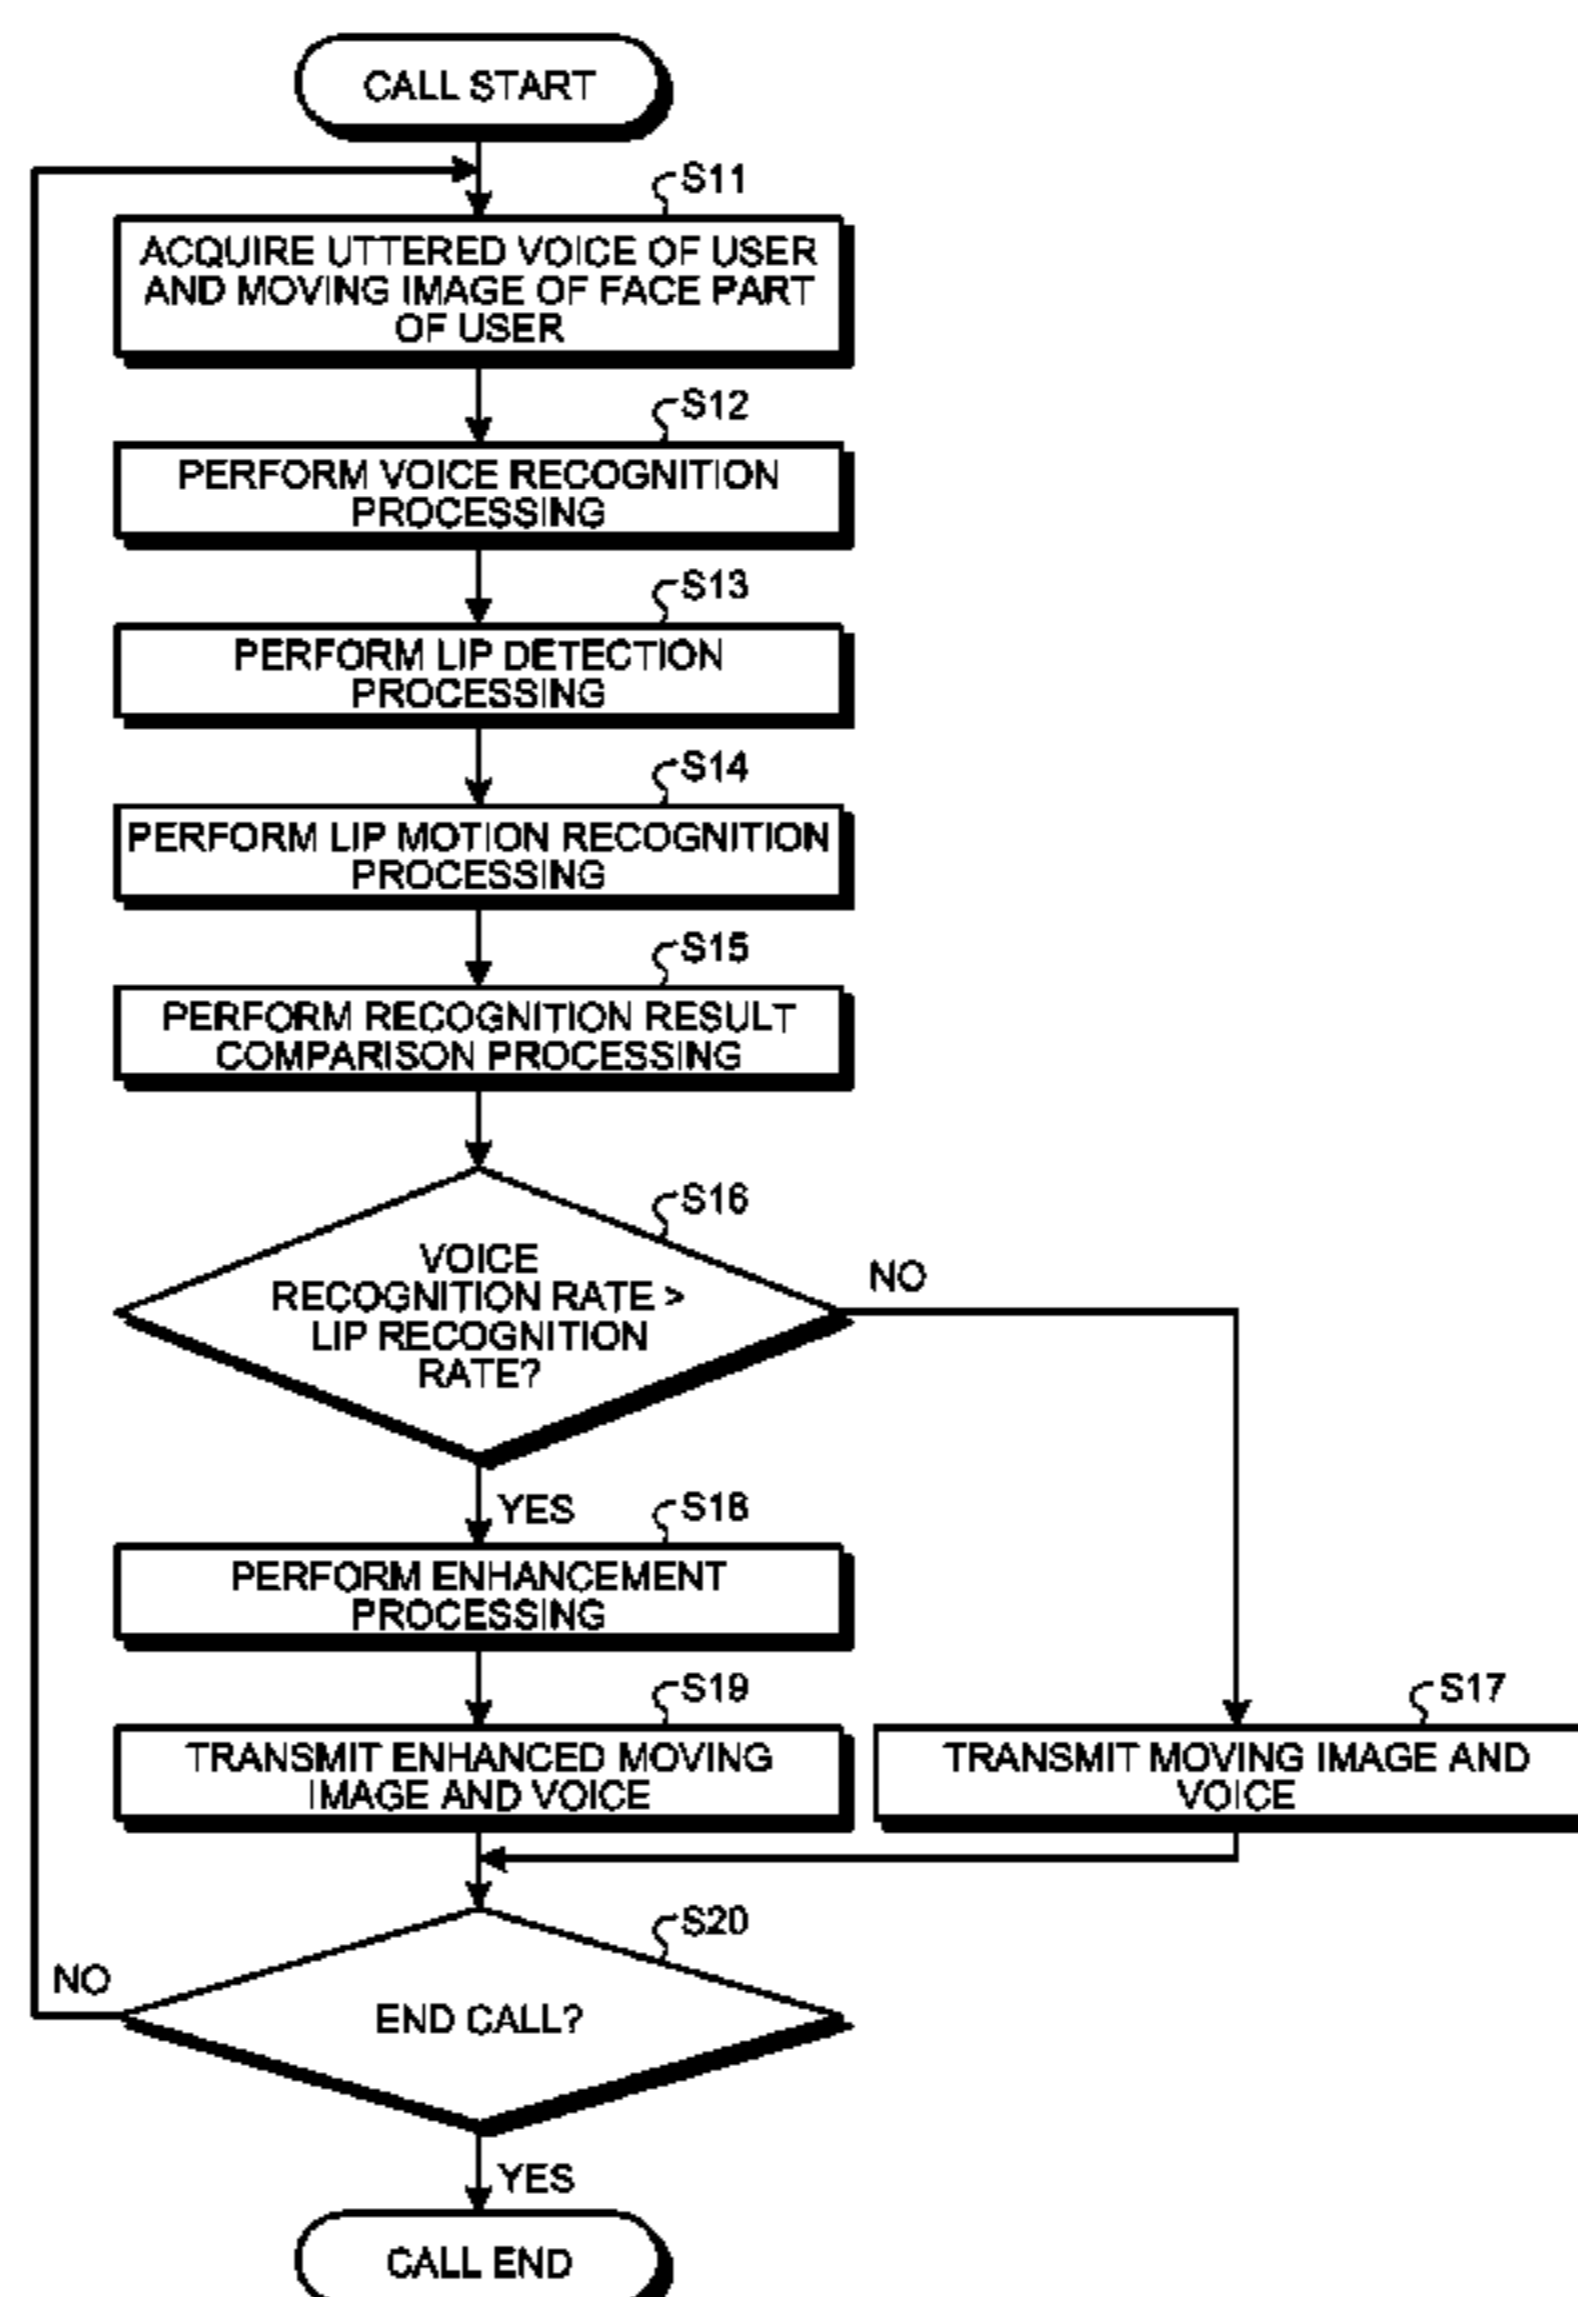 CALL START
S11
ACQUIRE UTTERED VOICE OF USER
AND MOVING IMAGE OF FACE PART
OF USER
S12
PERFORM VOICE RECOGNITION
PROCESSING
S13
PERFORM LIP DETECTION
PROCESSING
S14
PERFORM LIP MOTION RECOGNITION
PROCESSING
S15
PERFORM RECOGNITION RESULT
COMPARISON PROCESSING
S16
VOICE
RECOGNITION RATE >
LIP RECOGNITION
RATE?
NO
YES
S18
PERFORM ENHANCEMENT
PROCESSING
S19
TRANSMIT ENHANCED MOVING
IMAGE AND VOICE
S17
TRANSMIT MOVING IMAGE AND
VOICE
S20
NO
END CALL?
YES
CALL END